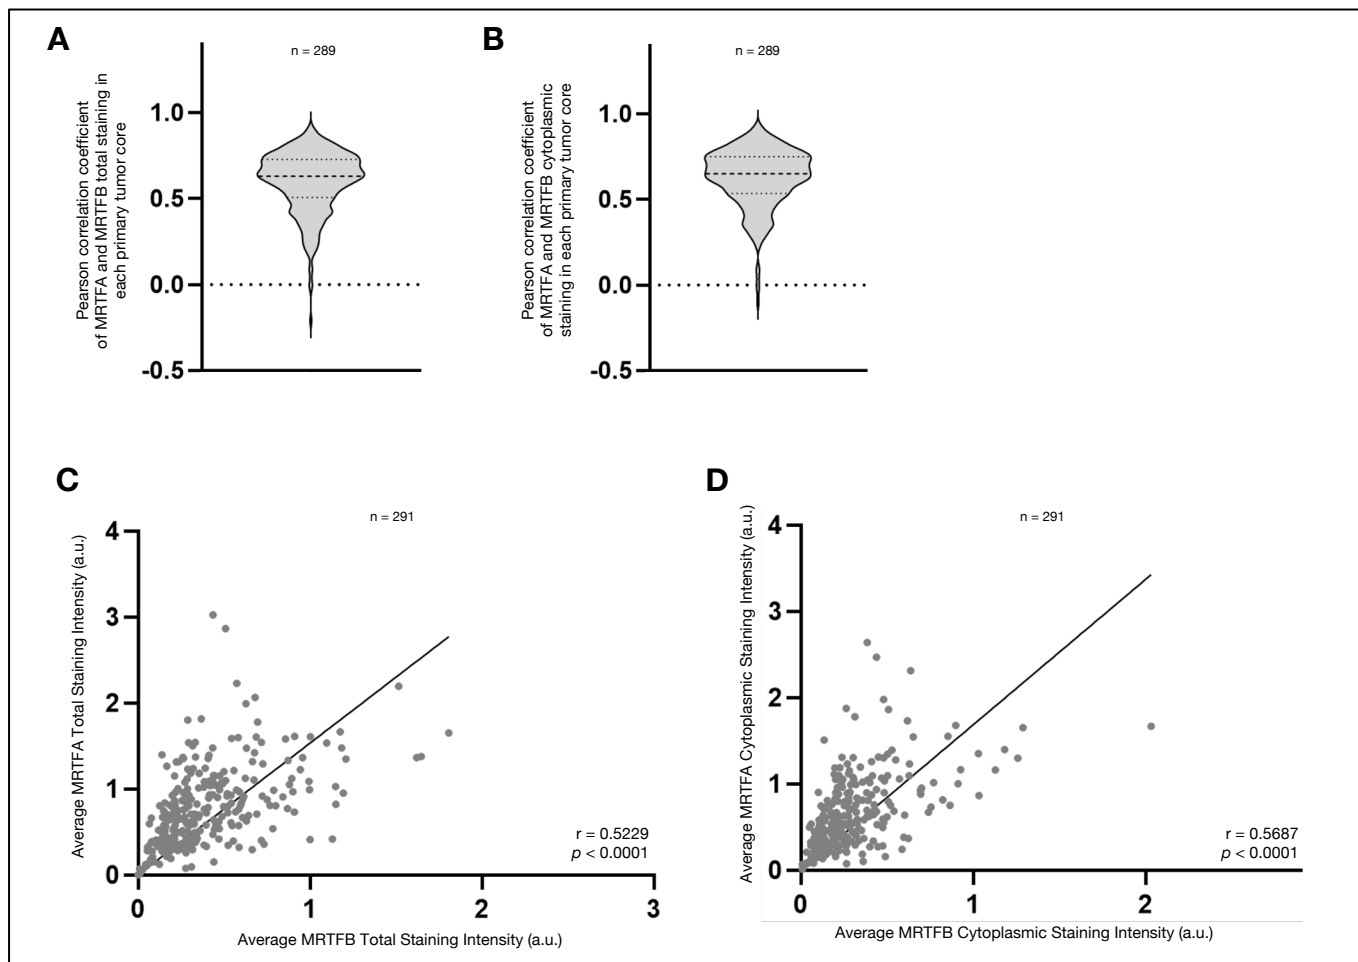 A
n = 289
Pearson correlation coefficient
of MRTFA and MRTFB total staining in
each primary tumor core
1.0
0.5
0.0
-0.5
B
n = 289
Pearson correlation coefficient
of MRTFA and MRTFB cytoplasmic
staining in each primary tumor core
1.0
0.5
0.0
-0.5
C
n = 291
Average MRTFA Total Staining Intensity (a.u.)
4
3
2
1
0
r = 0.5229
p < 0.0001
0
1
2
3
Average MRTFB Total Staining Intensity (a.u.)
D
n = 291
Average MRTFA Cytoplasmic Staining Intensity (a.u.)
4
3
2
1
0
r = 0.5687
p < 0.0001
0
1
2
Average MRTFB Cytoplasmic Staining Intensity (a.u.)